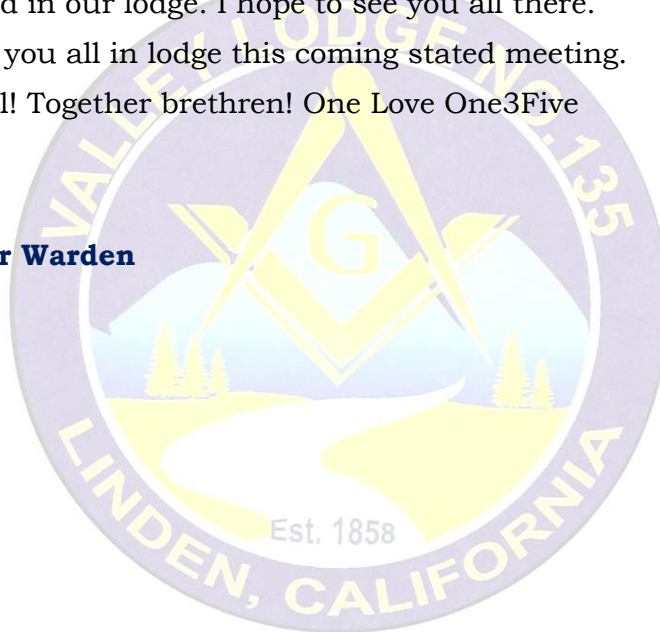 d in our lodge. I hope to see you all there.
you all in lodge this coming stated meeting.
l! Together brethren! One Love One3Five
r Warden
VALLEY LODGE NO.135
G
Est. 1858
LINDEN, CALIFORNIA